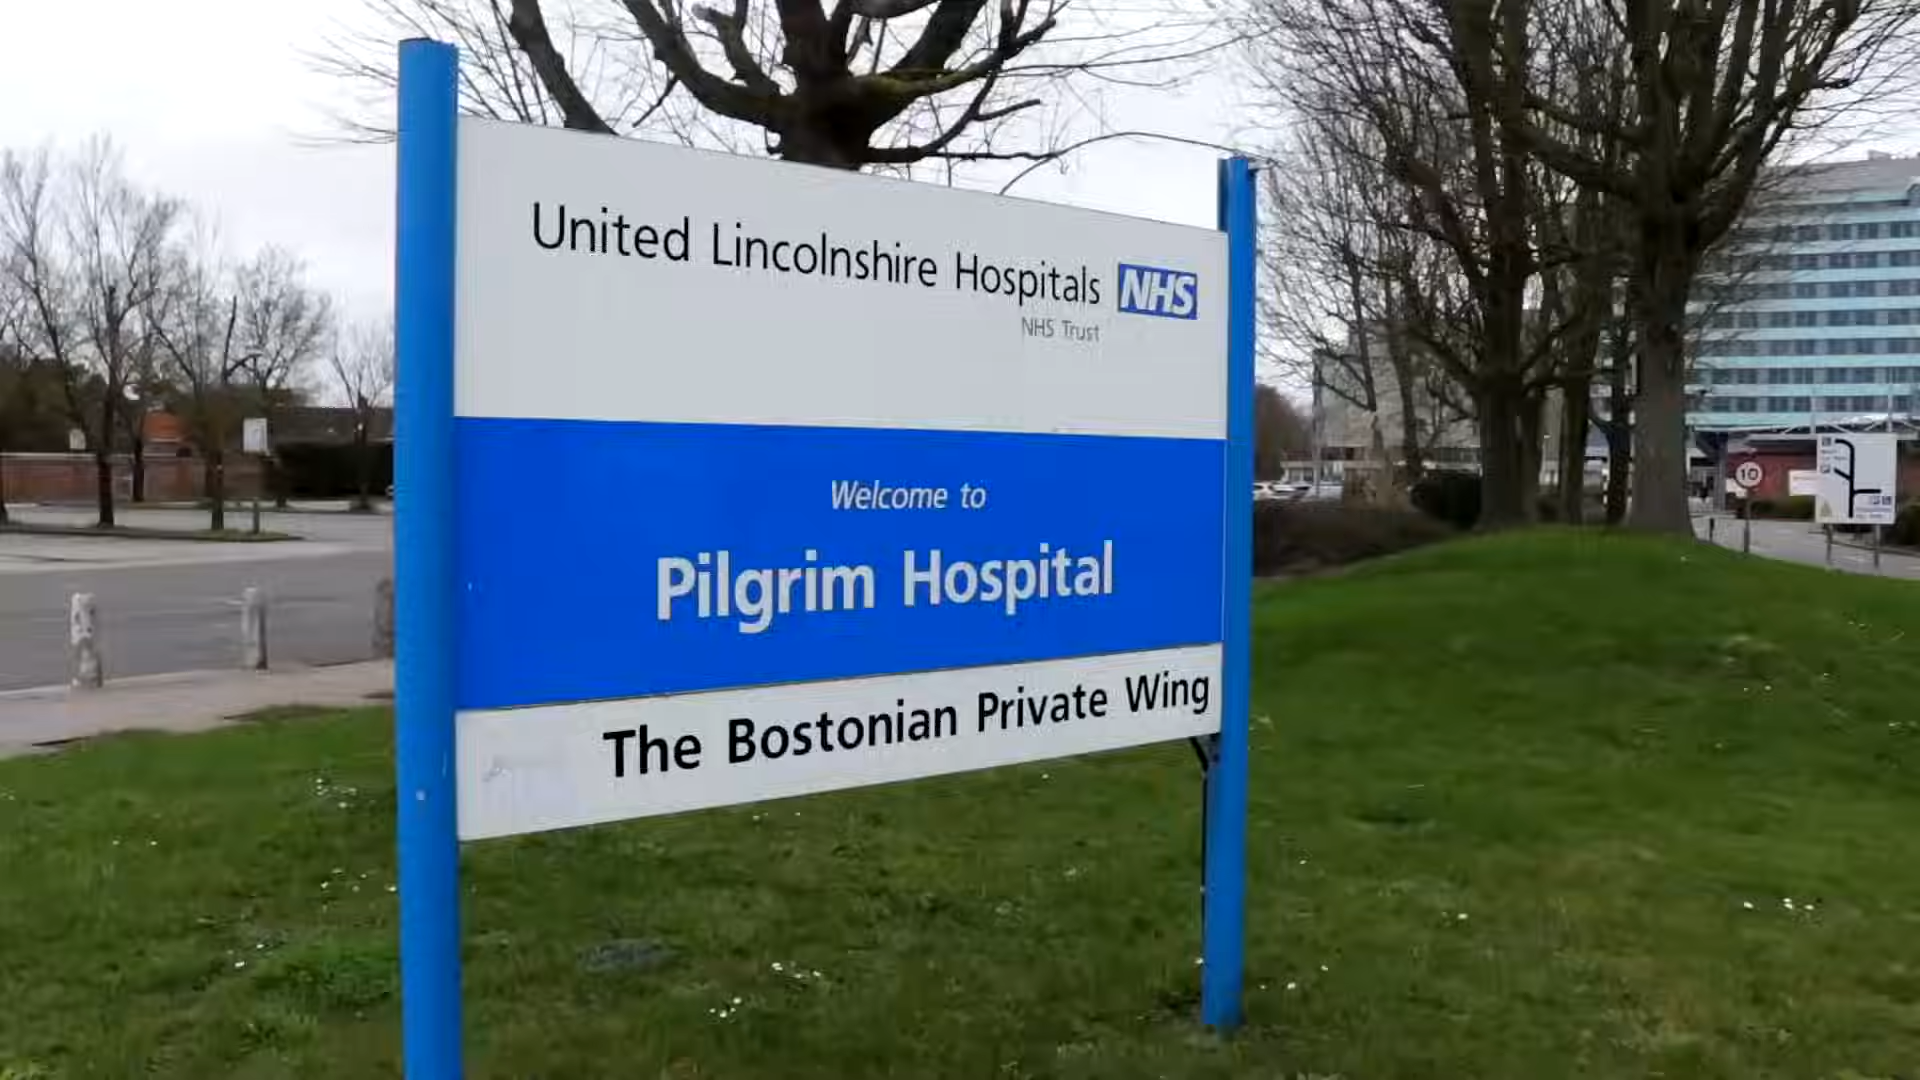 United Lincolnshire Hospitals NHS
NHS Trust
Welcome to
Pilgrim Hospital
The Bostonian Private Wing
10